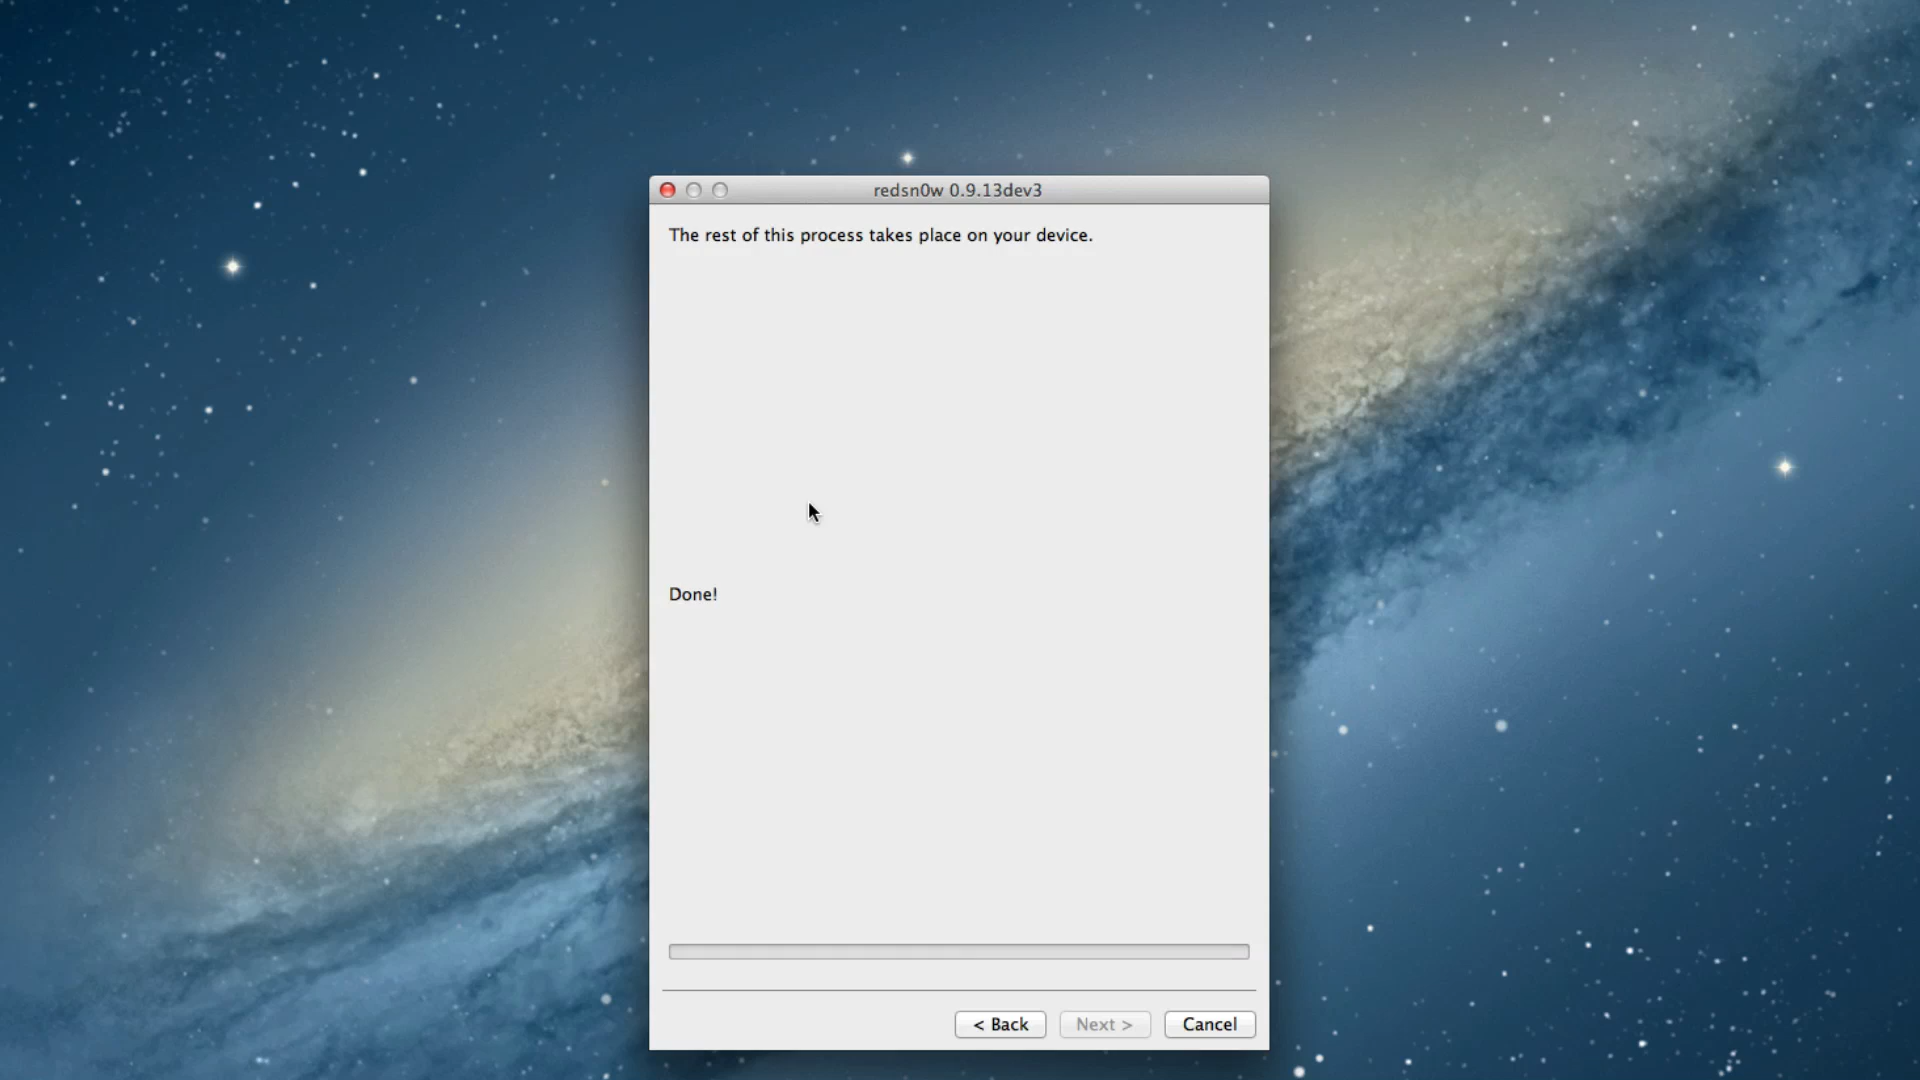 redsn0w 0.9.13dev3
The rest of this process takes place on your device.
Done!
< Back
Next >
Cancel